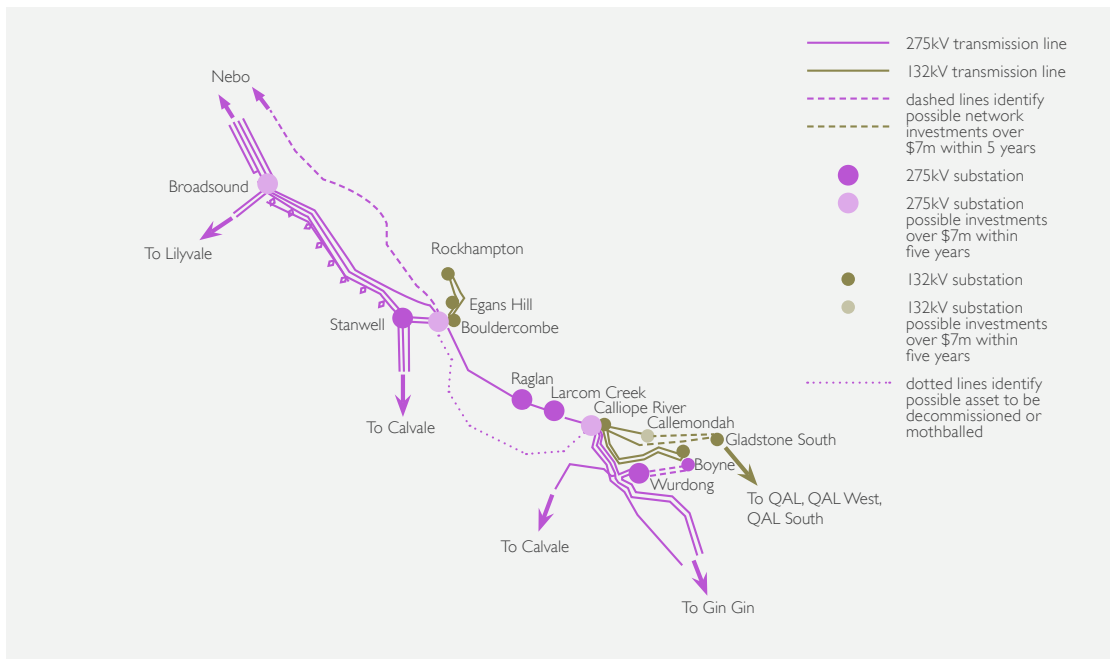 Nebo
Broadsound
To Lilyvale
Rockhampton
Egans Hill
Stanwell
Bouldercombe
Raglan
Larcom Creek
Calliope River
To Calvale
Callemondah
Gladstone South
Boyne
Wurdong
To QAL, QAL West,
QAL South
To Calvale
To Gin Gin
275kV transmission line
132kV transmission line
dashed lines identify
possible network
investments over
$7m within 5 years
275kV substation
275kV substation
possible investments
over $7m within
five years
132kV substation
132kV substation
possible investments
over $7m within
five years
dotted lines identify
possible asset to be
decommissioned or
mothballed